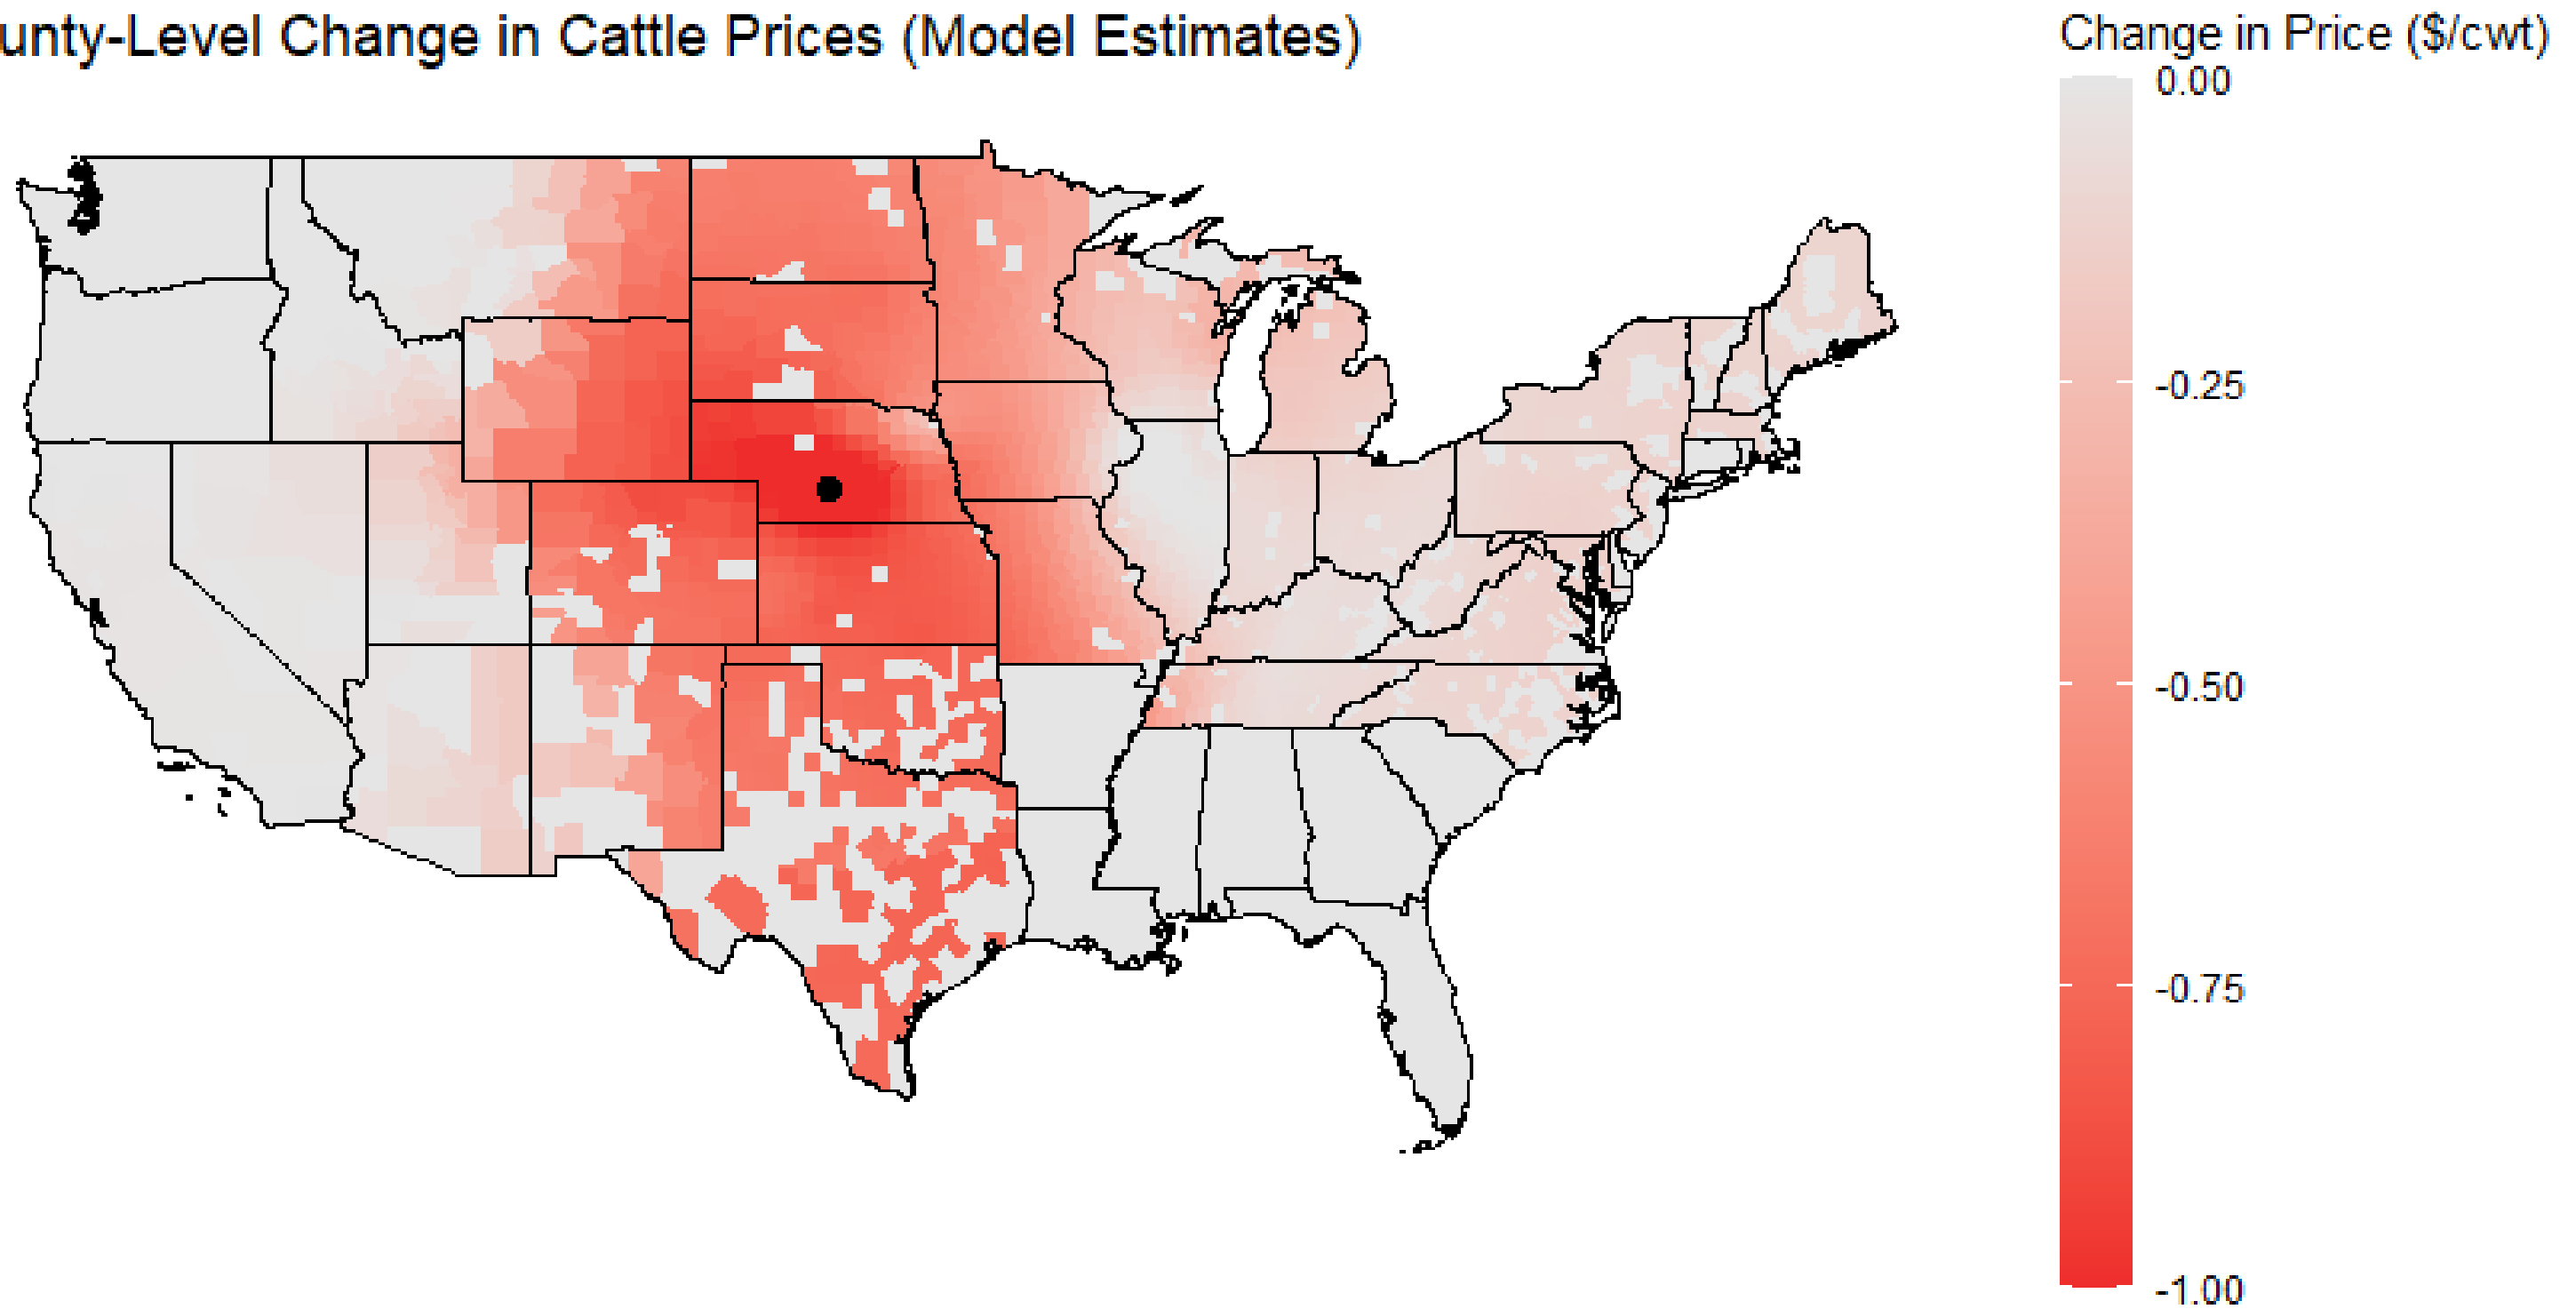 unty-Level Change in Cattle Prices (Model Estimates)
Change in Price ($/cwt)
0.00
-0.25
-0.50
-0.75
-1.00